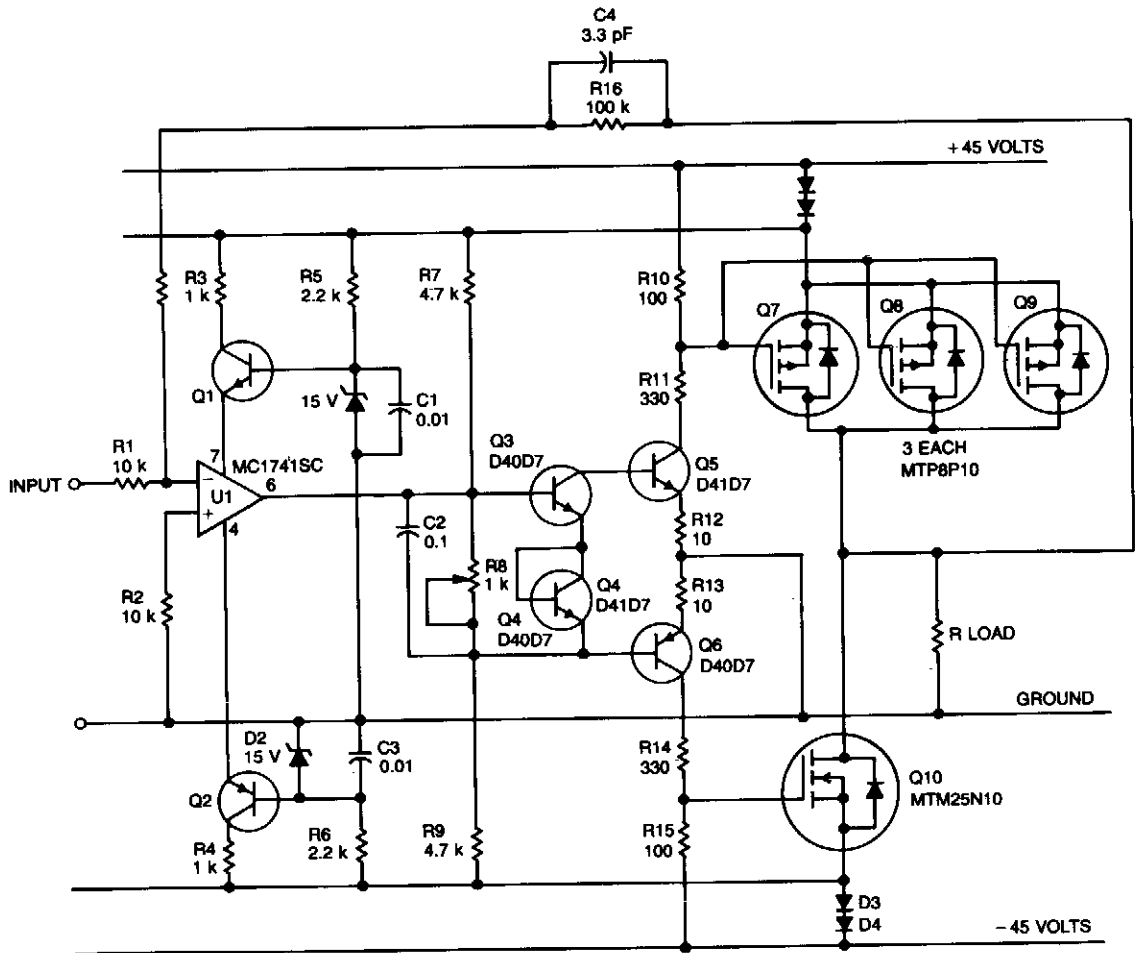 C4
3.3 pF
R16
100 k
+45 VOLTS
R3
1 k
R5
2.2 k
R7
4.7 k
R10
100
Q7
Q8
Q9
Q1
15 V
C1
0.01
R11
330
3 EACH
MTP8P10
R1
10 k
INPUT
7
MC1741SC
−
U1
+
6
4
Q3
D40D7
Q5
D41D7
C2
0.1
R12
10
R8
1 k
R2
10 k
Q4
D41D7
Q4
D40D7
R13
10
Q6
D40D7
R LOAD
GROUND
D2
15 V
C3
0.01
R14
330
Q10
MTM25N10
Q2
R4
1 k
R6
2.2 k
R9
4.7 k
R15
100
D3
D4
−45 VOLTS